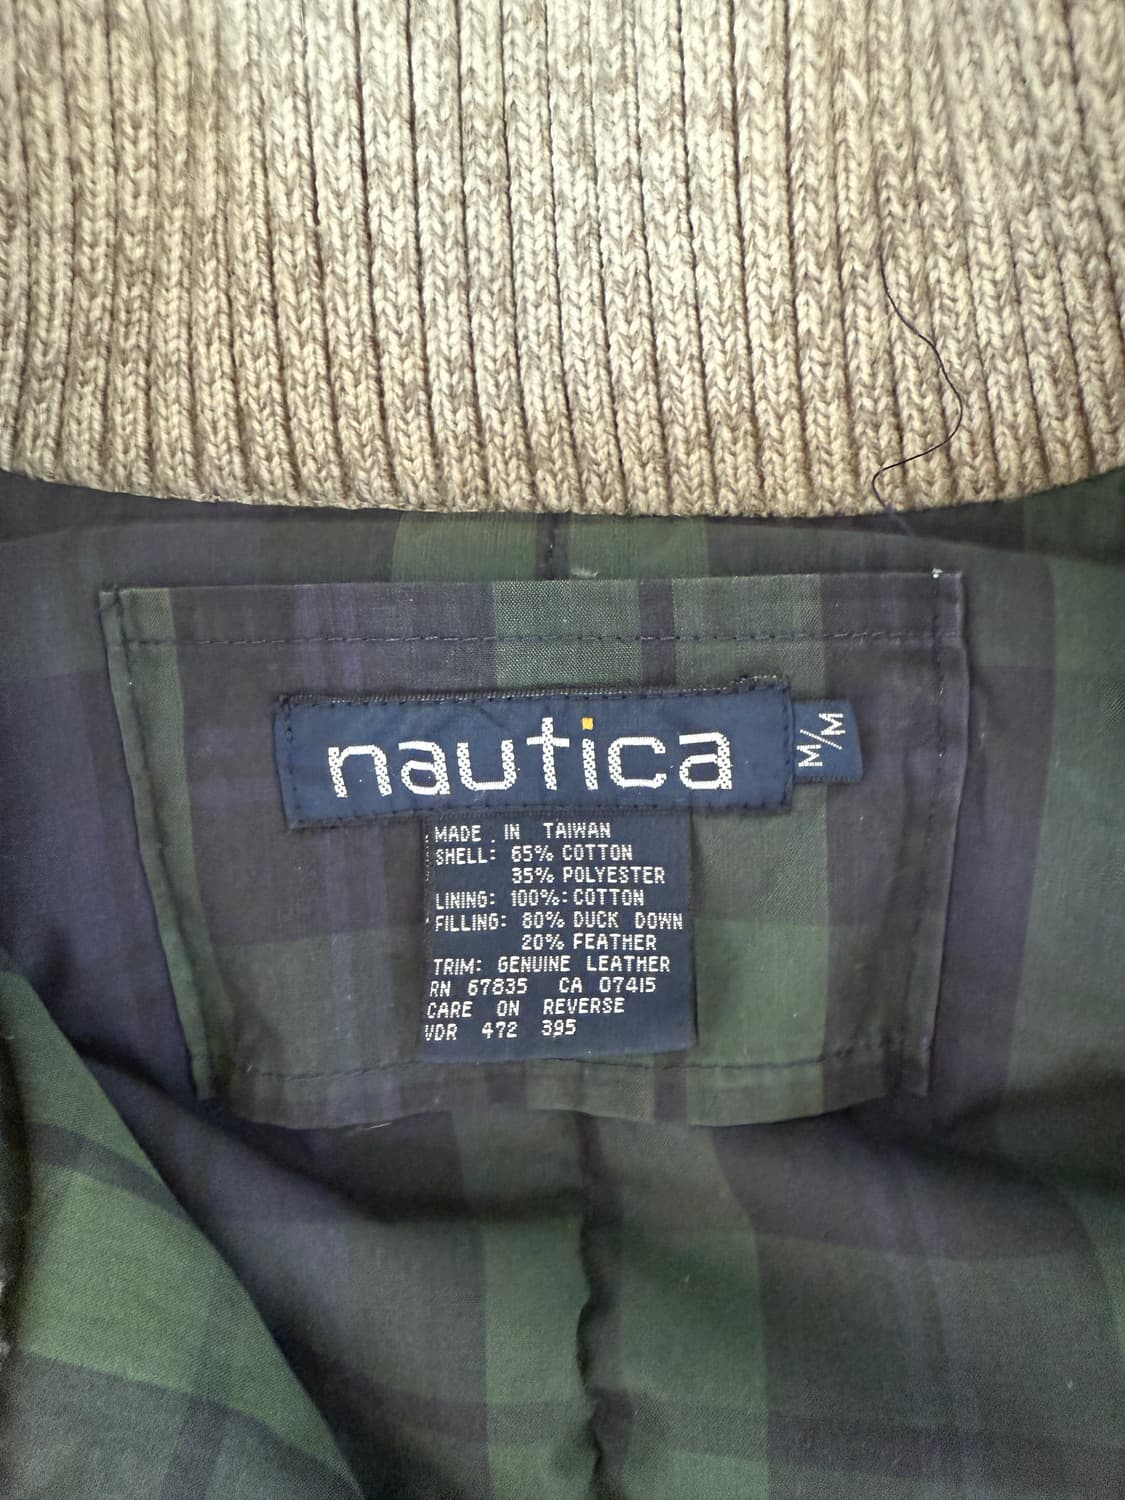 nautica
M/M
MADE IN TAIWAN
SHELL: 65% COTTON
35% POLYESTER
LINING: 100% COTTON
FILLING: 80% DUCK DOWN
20% FEATHER
TRIM: GENUINE LEATHER
RN 67835 CA 07415
CARE ON REVERSE
VDR 472 395